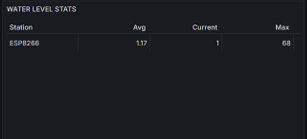 WATER LEVEL STATS
Station Avg Current Max
ESP8266 1.17 1 68